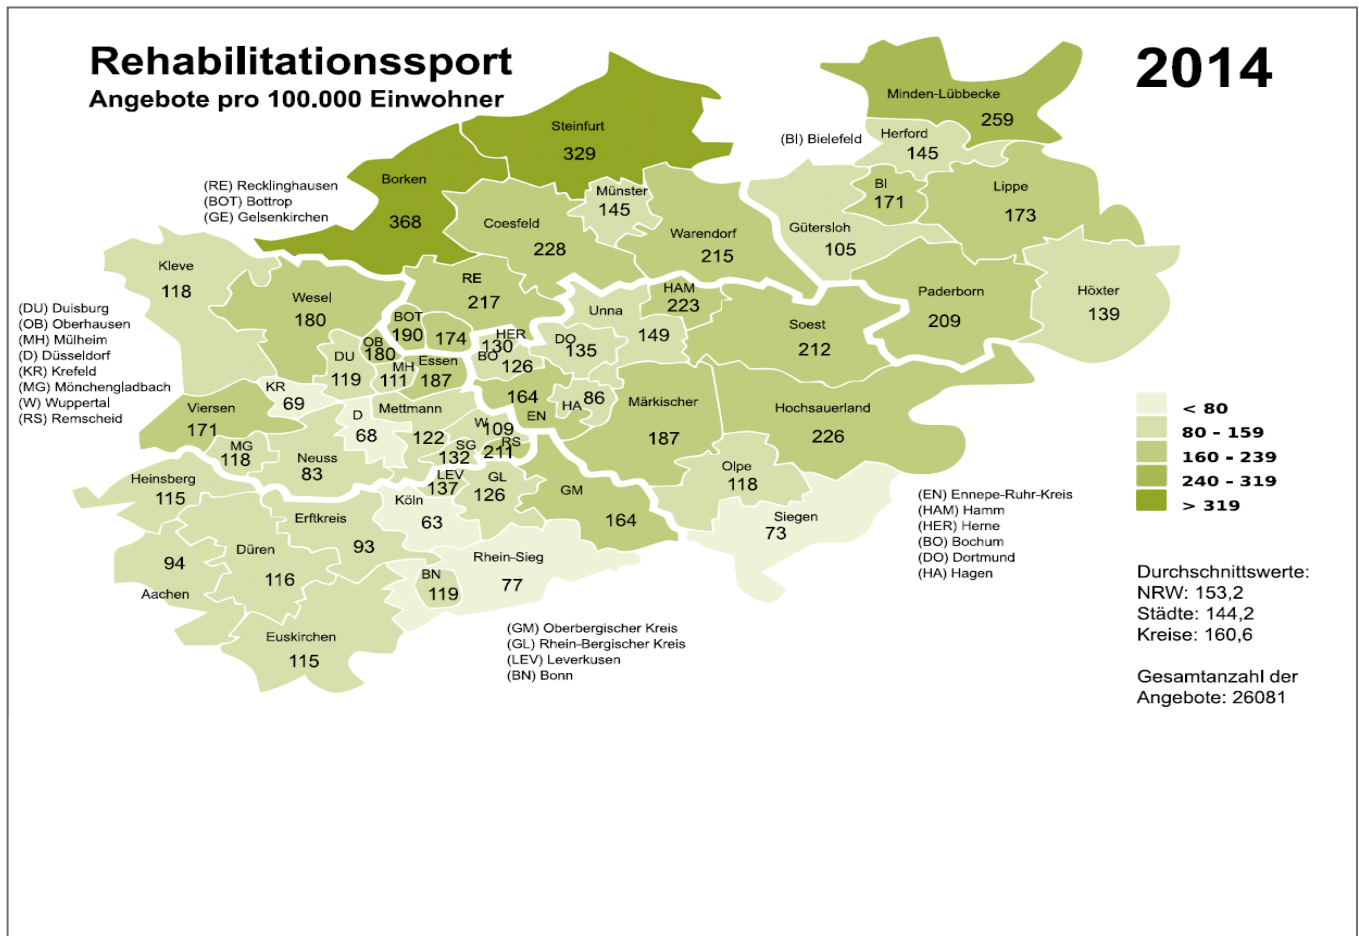 Rehabilitationssport
Angebote pro 100.000 Einwohner
2014
Minden-Lübbecke
259
Steinfurt
329
(BI) Bielefeld
Herford
145
Borken
368
(RE) Recklinghausen
(BOT) Bottrop
(GE) Gelsenkirchen
Münster
145
BI
171
Lippe
173
Coesfeld
228
Warendorf
215
Gütersloh
105
Kleve
118
Wesel
180
RE
217
HAM
223
Paderborn
209
Höxter
139
(DU) Duisburg
(OB) Oberhausen
(MH) Mülheim
(D) Düsseldorf
(KR) Krefeld
(MG) Mönchengladbach
(W) Wuppertal
(RS) Remscheid
BOT
190
174
Unna
149
Soest
212
HER
130
DO
135
OB
180
BO
126
DU
119
MH
111
Essen
187
KR
69
164
EN
HA
86
Märkischer
187
Hochsauerland
226
Viersen
171
D
68
Mettmann
122
W
109
RS
211
SG
132
MG
118
Neuss
83
Heinsberg
115
LEV
137
GL
126
GM
164
Olpe
118
Köln
63
Erftkreis
93
Siegen
73
94
Aachen
Düren
116
Rhein-Sieg
77
BN
119
Euskirchen
115
(GM) Oberbergischer Kreis
(GL) Rhein-Bergischer Kreis
(LEV) Leverkusen
(BN) Bonn
(EN) Ennepe-Ruhr-Kreis
(HAM) Hamm
(HER) Herne
(BO) Bochum
(DO) Dortmund
(HA) Hagen
< 80
80 - 159
160 - 239
240 - 319
> 319
Durchschnittswerte:
NRW: 153,2
Städte: 144,2
Kreise: 160,6
Gesamtanzahl der
Angebote: 26081